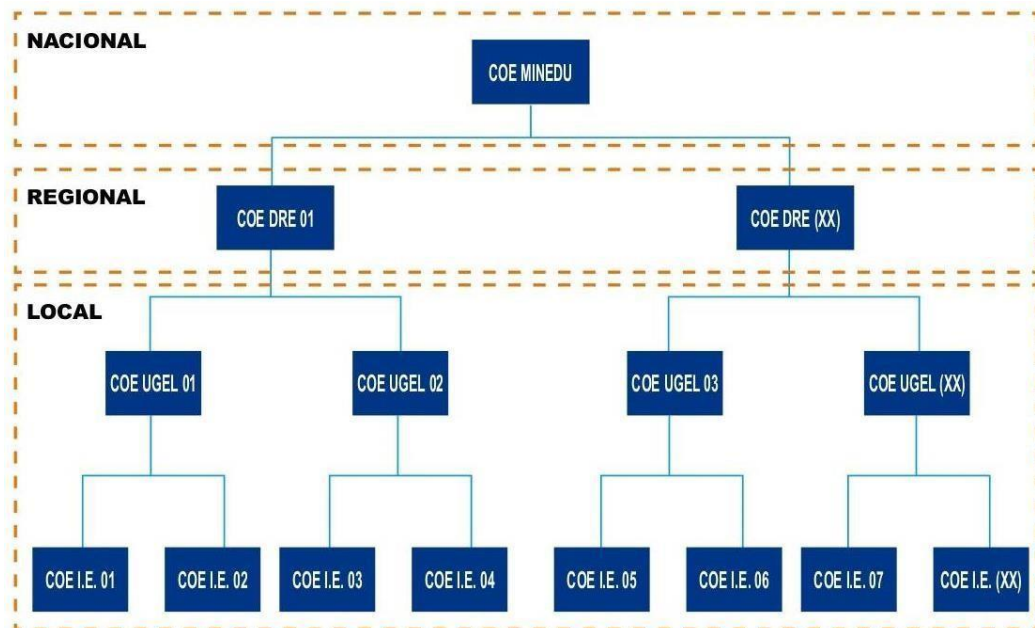 NACIONAL
COE MINEDU
REGIONAL
COE DRE 01
COE DRE (XX)
LOCAL
COE UGEL 01
COE UGEL 02
COE UGEL 03
COE UGEL (XX)
COE I.E. 01
COE I.E. 02
COE I.E. 03
COE I.E. 04
COE I.E. 05
COE I.E. 06
COE I.E. 07
COE I.E. (XX)